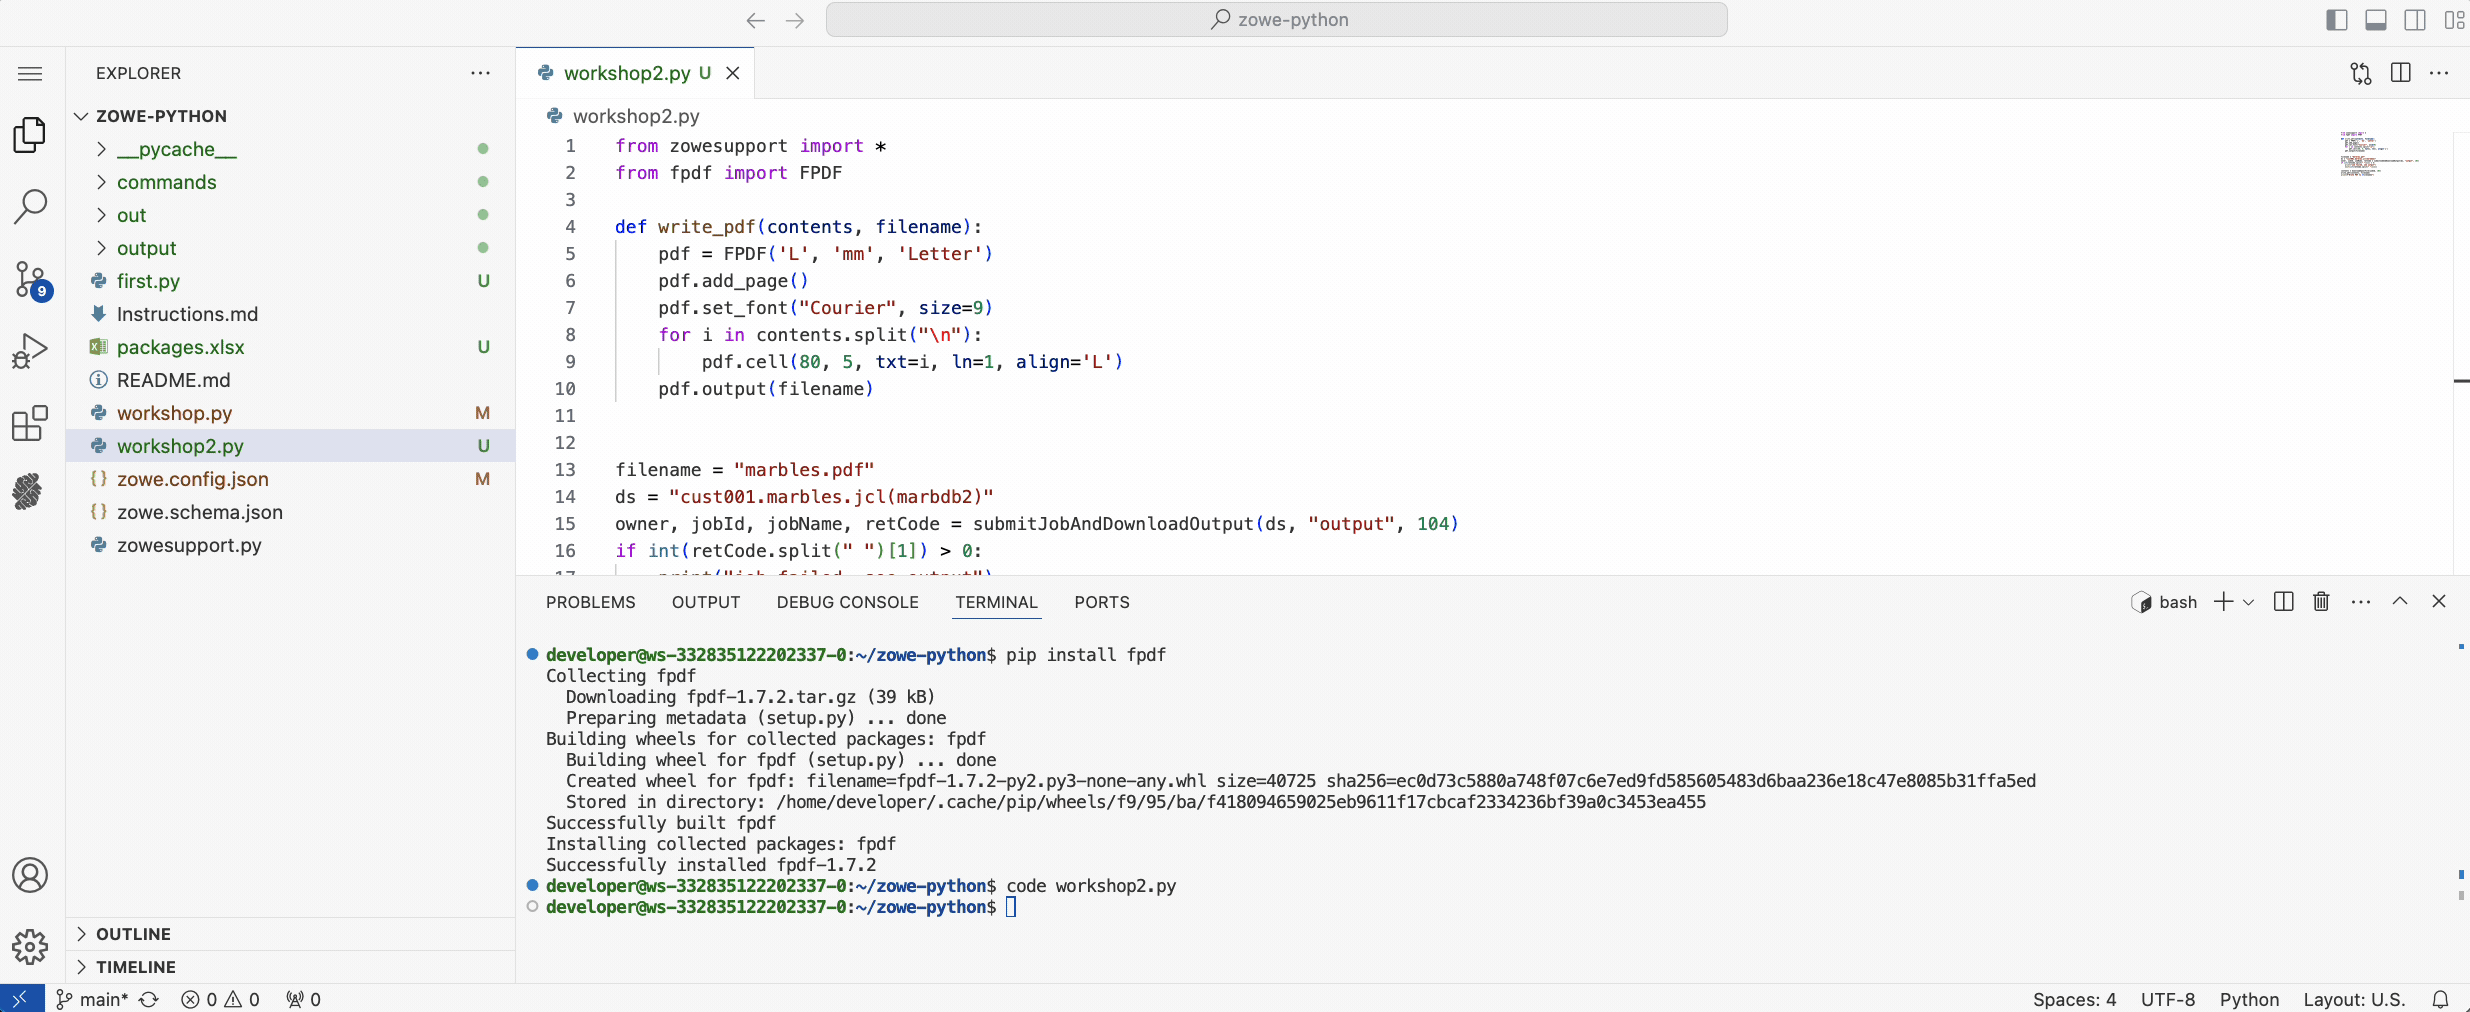 zowe-python
EXPLORER
ZOWE-PYTHON
__pycache__
commands
out
output
first.py U
Instructions.md
packages.xlsx U
README.md
workshop.py M
workshop2.py U
zowe.config.json M
zowe.schema.json
zowesupport.py
OUTLINE
TIMELINE
9
workshop2.py U
workshop2.py
1 from zowesupport import *
2 from fpdf import FPDF
3
4 def write_pdf(contents, filename):
5 pdf = FPDF('L', 'mm', 'Letter')
6 pdf.add_page()
7 pdf.set_font("Courier", size=9)
8 for i in contents.split("\n"):
9 pdf.cell(80, 5, txt=i, ln=1, align='L')
10 pdf.output(filename)
11
12
13 filename = "marbles.pdf"
14 ds = "cust001.marbles.jcl(marbdb2)"
15 owner, jobId, jobName, retCode = submitJobAndDownloadOutput(ds, "output", 104)
16 if int(retCode.split(" ")[1]) > 0:
17 print("job failed, see output")
PROBLEMS OUTPUT DEBUG CONSOLE TERMINAL PORTS
bash
developer@ws-332835122202337-0:~/zowe-python$ pip install fpdf
Collecting fpdf
Downloading fpdf-1.7.2.tar.gz (39 kB)
Preparing metadata (setup.py) ... done
Building wheels for collected packages: fpdf
Building wheel for fpdf (setup.py) ... done
Created wheel for fpdf: filename=fpdf-1.7.2-py2.py3-none-any.whl size=40725 sha256=ec0d73c5880a748f07c6e7ed9fd585605483d6baa236e18c47e8085b31ffa5ed
Stored in directory: /home/developer/.cache/pip/wheels/f9/95/ba/f418094659025eb9611f17cbcaf2334236bf39a0c3453ea455
Successfully built fpdf
Installing collected packages: fpdf
Successfully installed fpdf-1.7.2
developer@ws-332835122202337-0:~/zowe-python$ code workshop2.py
developer@ws-332835122202337-0:~/zowe-python$
main* 0 0 0 Spaces: 4 UTF-8 Python Layout: U.S.